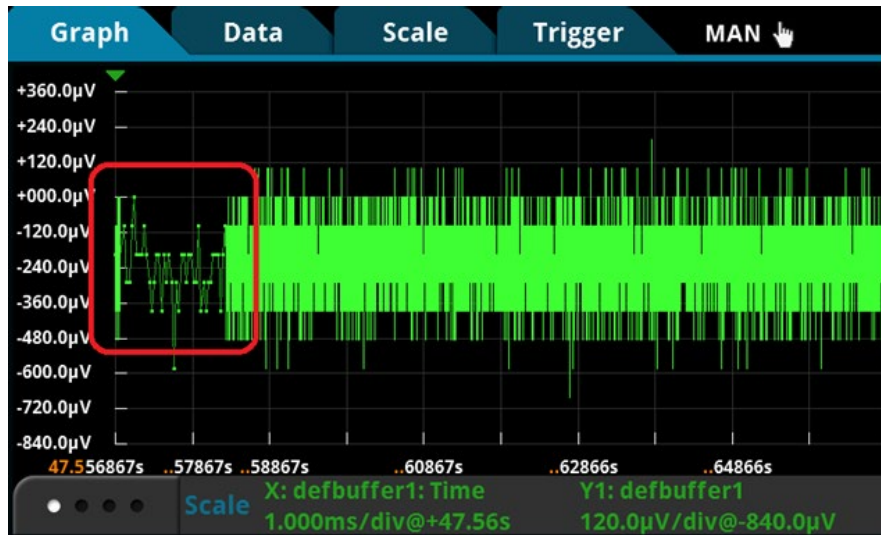 Graph Data Scale Trigger MAN
+360.0µV
+240.0µV
+120.0µV
+000.0µV
-120.0µV
-240.0µV
-360.0µV
-480.0µV
-600.0µV
-720.0µV
-840.0µV
47.556867s ..57867s ..58867s ..60867s ..62866s ..64866s
Scale X: defbuffer1: Time Y1: defbuffer1
1.000ms/div@+47.56s 120.0µV/div@-840.0µV